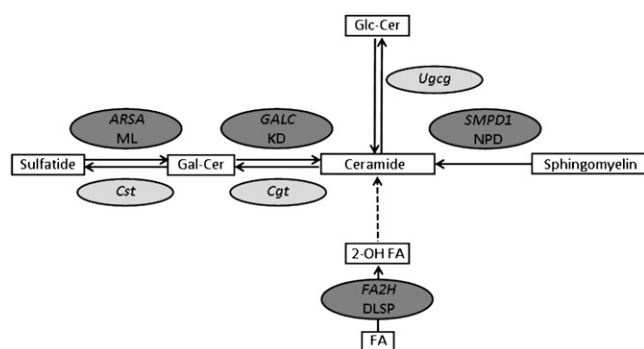 Glc-Cer
Ugcg
ARSA
ML
GALC
KD
SMPD1
NPD
Sulfatide
Gal-Cer
Ceramide
Sphingomyelin
Cst
Cgt
2-OH FA
FA2H
DLSP
FA